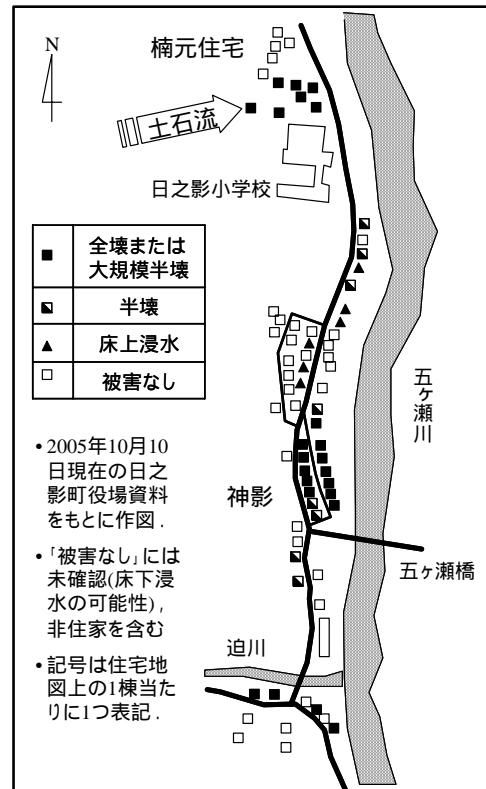 楠元住宅
N
土石流
日之影小学校
全壊または
大規模半壊
半壊
床上浸水
被害なし
五ヶ瀬川
• 2005年10月10
日現在の日之
影町役場資料
をもとに作図.
神影
• 「被害なし」には
未確認(床下浸
水の可能性),
非住家を含む
五ヶ瀬橋
• 記号は住宅地
図上の1棟当た
りに1つ表記.
迫川